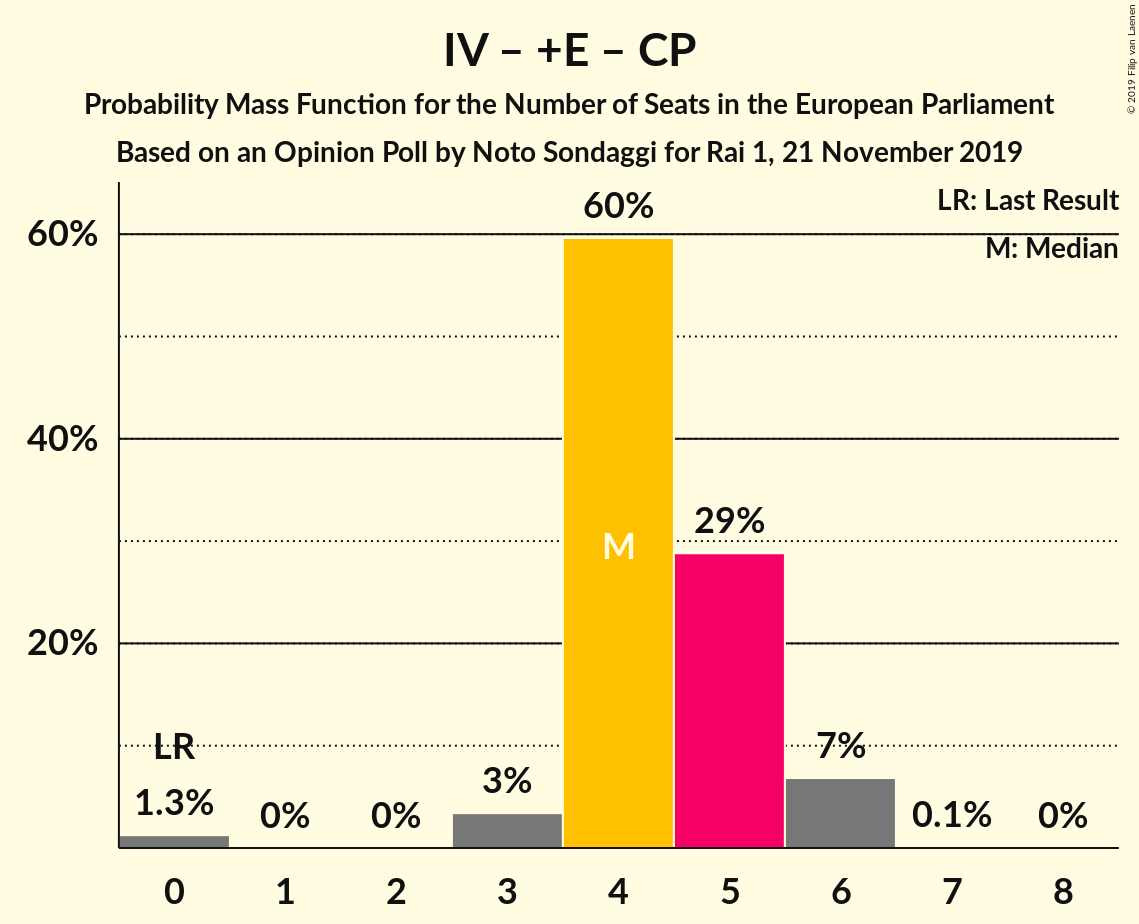 IV – +E – CP
Probability Mass Function for the Number of Seats in the European Parliament
Based on an Opinion Poll by Noto Sondaggi for Rai 1, 21 November 2019
© 2019 Filip van Laenen
LR: Last Result
M: Median
60%
40%
20%
LR
1.3%
0%
0%
3%
60%
M
29%
7%
0.1%
0%
0 1 2 3 4 5 6 7 8